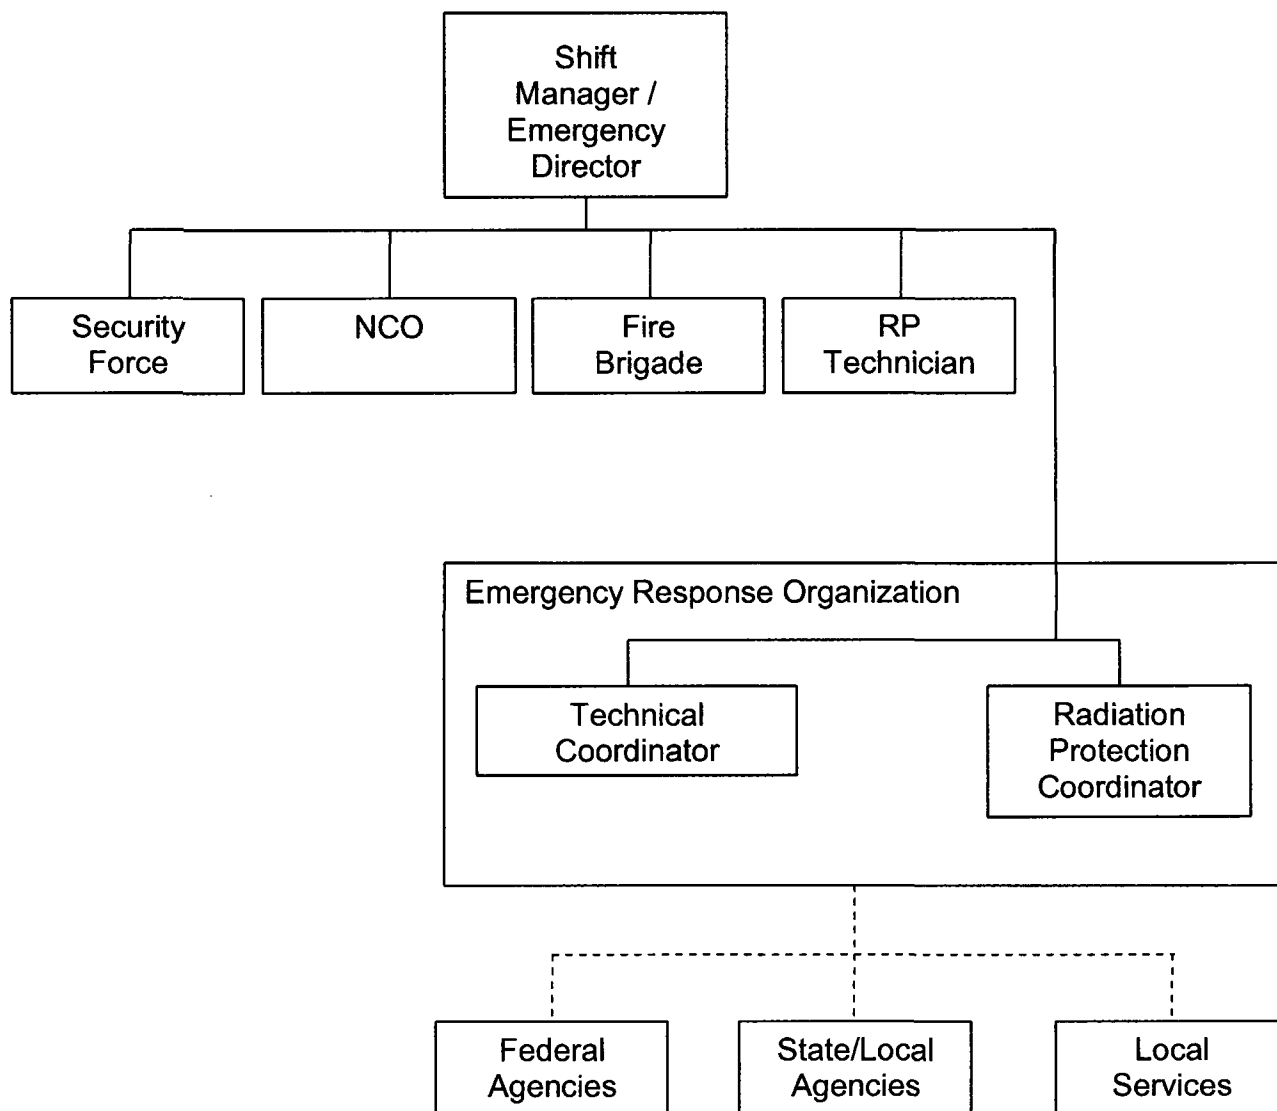 Shift
Manager /
Emergency
Director
Security
Force
NCO
Fire
Brigade
RP
Technician
Emergency Response Organization
Technical
Coordinator
Radiation
Protection
Coordinator
Federal
Agencies
State/Local
Agencies
Local
Services